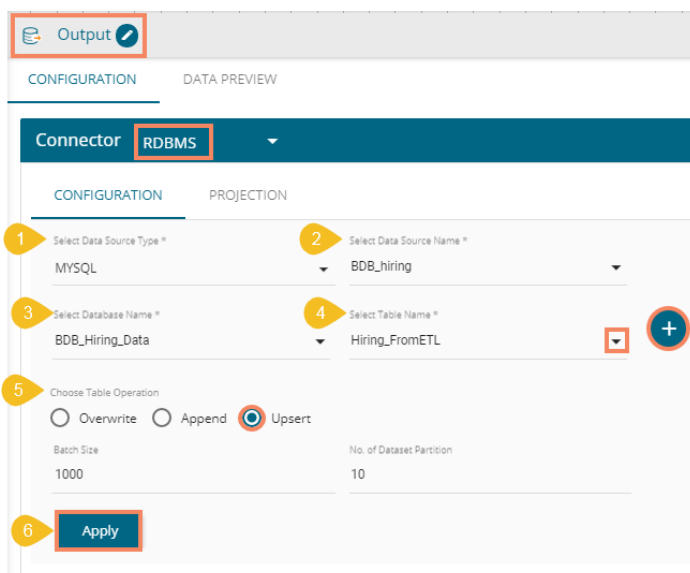 Output
CONFIGURATION DATA PREVIEW
Connector RDBMS
CONFIGURATION PROJECTION
1 Select Data Source Type * 2 Select Data Source Name *
MYSQL BDB_hiring
3 Select Database Name * 4 Select Table Name *
BDB_Hiring_Data Hiring_FromETL +
5 Choose Table Operation
Overwrite Append Upsert
Batch Size No. of Dataset Partition
1000 10
6 Apply